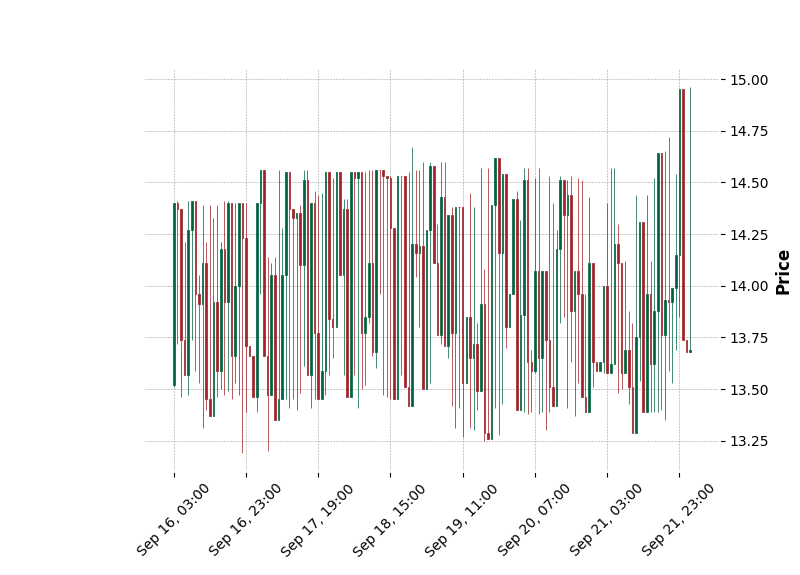 15.00
14.75
14.50
14.25
14.00
13.75
13.50
13.25
Price
Sep 16, 03:00
Sep 16, 23:00
Sep 17, 19:00
Sep 18, 15:00
Sep 19, 11:00
Sep 20, 07:00
Sep 21, 03:00
Sep 21, 23:00